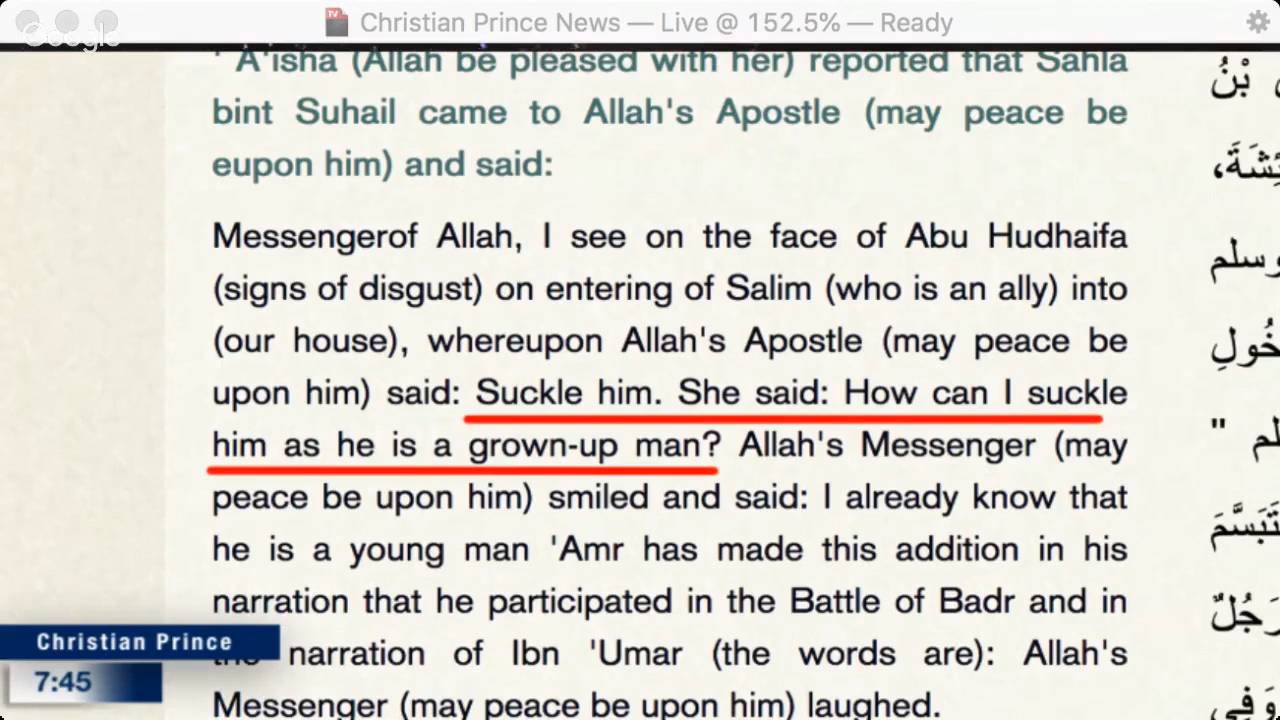 Christian Prince News — Live @ 152.5% — Ready
Google
' A'isha (Allah be pleased with her) reported that Sahla
bint Suhail came to Allah's Apostle (may peace be
eupon him) and said:
Messengerof Allah, I see on the face of Abu Hudhaifa
(signs of disgust) on entering of Salim (who is an ally) into
(our house), whereupon Allah's Apostle (may peace be
upon him) said: Suckle him. She said: How can I suckle
him as he is a grown-up man? Allah's Messenger (may
peace be upon him) smiled and said: I already know that
he is a young man 'Amr has made this addition in his
narration that he participated in the Battle of Badr and in
the narration of Ibn 'Umar (the words are): Allah's
Messenger (may peace be upon him) laughed.
بْنُ
وسلم
"
تَبَسَّمَ
رَجُلٌ
وَفِي
Christian Prince
7:45